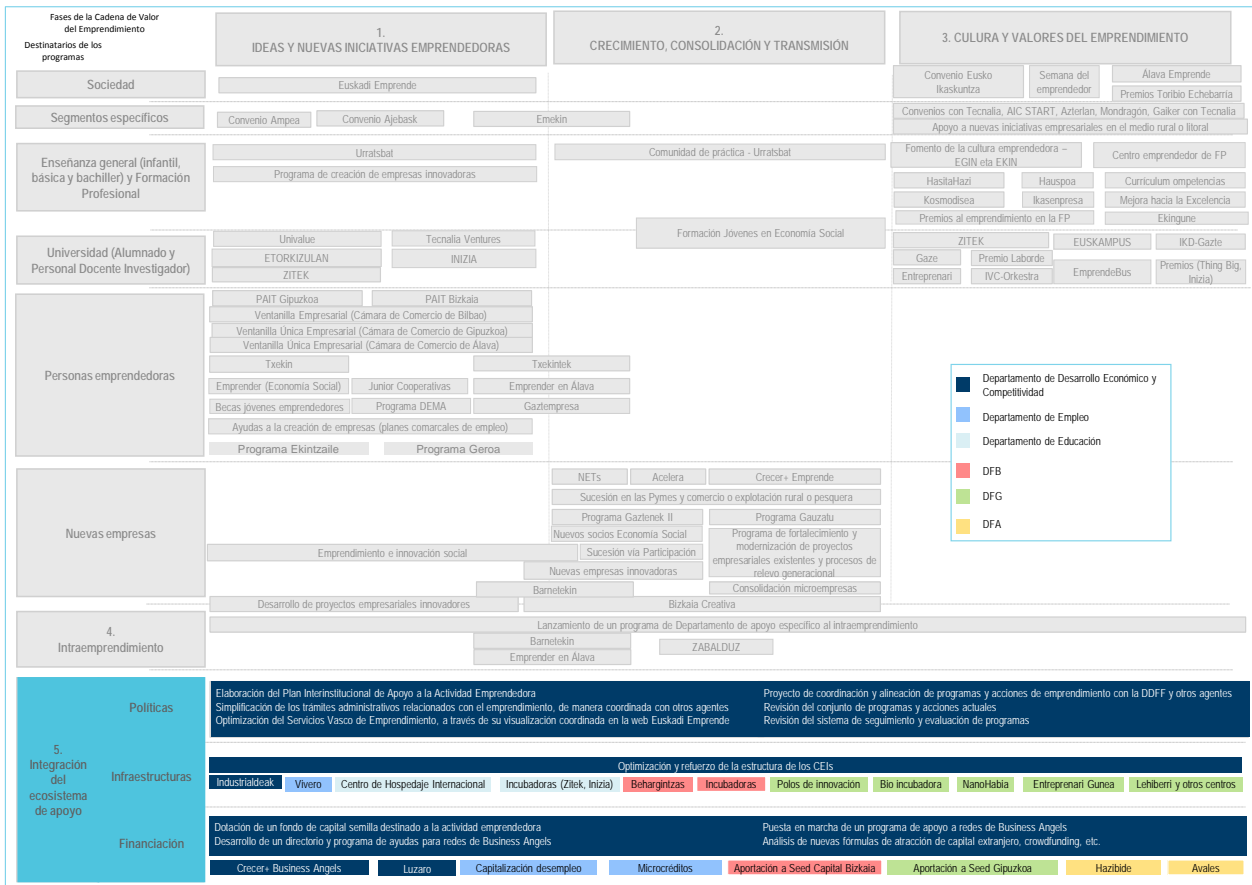 Fases de la Cadena de Valor
del Emprendimiento
Destinatarios de los
programas
1.
IDEAS Y NUEVAS INICIATIVAS EMPRENDEDORAS
2.
CRECIMIENTO, CONSOLIDACIÓN Y TRANSMISIÓN
3. CULURA Y VALORES DEL EMPRENDIMIENTO
Sociedad
Euskadi Emprende
Convenio Eusko
Ikaskuntza
Semana del
emprendedor
Álava Emprende
Premios Toribio Echebarría
Segmentos específicos
Convenio Ampea
Convenio Ajebask
Emekin
Convenios con Tecnalia, AIC START, Azterlan, Mondragón, Gaiker con Tecnalia
Apoyo a nuevas iniciativas empresariales en el medio rural o litoral
Enseñanza general (infantil,
básica y bachiller) y Formación
Profesional
Urratsbat
Programa de creación de empresas innovadoras
Comunidad de práctica - Urratsbat
Fomento de la cultura emprendedora –
EGIN eta EKIN
Centro emprendedor de FP
HasitaHazi
Hauspoa
Currículum ompetencias
Kosmodisea
Ikasenpresa
Mejora hacia la Excelencia
Premios al emprendimiento en la FP
Ekingune
Formación Jóvenes en Economía Social
Universidad (Alumnado y
Personal Docente Investigador)
Univalue
Tecnalia Ventures
ETORKIZULAN
INIZIA
ZITEK
ZITEK
EUSKAMPUS
IKD-Gazte
Gaze
Premio Laborde
Entreprenari
IVC-Orkestra
EmprendeBus
Premios (Thing Big,
Inizia)
Personas emprendedoras
PAIT Gipuzkoa
PAIT Bizkaia
Ventanilla Empresarial (Cámara de Comercio de Bilbao)
Ventanilla Única Empresarial (Cámara de Comercio de Gipuzkoa)
Ventanilla Única Empresarial (Cámara de Comercio de Álava)
Txekin
Txekintek
Emprender (Economía Social)
Junior Cooperativas
Emprender en Álava
Becas jóvenes emprendedores
Programa DEMA
Gaztempresa
Ayudas a la creación de empresas (planes comarcales de empleo)
Programa Ekintzaile
Programa Geroa
Departamento de Desarrollo Económico y
Competitividad
Departamento de Empleo
Departamento de Educación
DFB
DFG
DFA
Nuevas empresas
NETs
Acelera
Crecer+ Emprende
Sucesión en las Pymes y comercio o explotación rural o pesquera
Programa Gaztenek II
Programa Gauzatu
Nuevos socios Economía Social
Programa de fortalecimiento y
modernización de proyectos
empresariales existentes y procesos de
relevo generacional
Emprendimiento e innovación social
Sucesión vía Participación
Nuevas empresas innovadoras
Barnetekin
Consolidación microempresas
Desarrollo de proyectos empresariales innovadores
Bizkaia Creativa
4.
Intraemprendimiento
Lanzamiento de un programa de Departamento de apoyo específico al intraemprendimiento
Barnetekin
ZABALDUZ
Emprender en Álava
5.
Integración
del
ecosistema
de apoyo
Políticas
Elaboración del Plan Interinstitucional de Apoyo a la Actividad Emprendedora
Simplificación de los trámites administrativos relacionados con el emprendimiento, de manera coordinada con otros agentes
Optimización del Servicios Vasco de Emprendimiento, a través de su visualización coordinada en la web Euskadi Emprende
Proyecto de coordinación y alineación de programas y acciones de emprendimiento con la DDFF y otros agentes
Revisión del conjunto de programas y acciones actuales
Revisión del sistema de seguimiento y evaluación de programas
Infraestructuras
Optimización y refuerzo de la estructura de los CEIs
Industrialdeak
Vivero
Centro de Hospedaje Internacional
Incubadoras (Zitek, Inizia)
Behargintzas
Incubadoras
Polos de innovación
Bio incubadora
NanoHabia
Entreprenari Gunea
Lehiberri y otros centros
Financiación
Dotación de un fondo de capital semilla destinado a la actividad emprendedora
Desarrollo de un directorio y programa de ayudas para redes de Business Angels
Puesta en marcha de un programa de apoyo a redes de Business Angels
Análisis de nuevas fórmulas de atracción de capital extranjero, crowdfunding, etc.
Crecer+ Business Angels
Luzaro
Capitalización desempleo
Microcréditos
Aportación a Seed Capital Bizkaia
Aportación a Seed Gipuzkoa
Hazibide
Avales